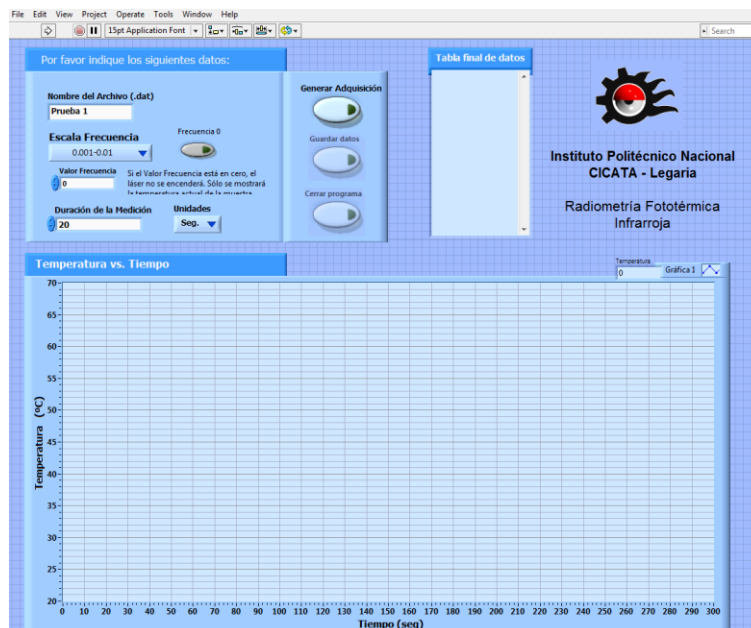 File Edit View Project Operate Tools Window Help
15pt Application Font
Search
Por favor indique los siguientes datos:
Nombre del Archivo (.dat)
Prueba 1
Escala Frecuencia
0.001-0.01
Frecuencia 0
Valor Frecuencia
0
Si el Valor Frecuencia está en cero, el
láser no se encenderá. Sólo se mostrará
la temperatura actual de la muestra
Duración de la Medición
20
Unidades
Seg.
Generar Adquisición
Guardar datos
Cerrar programa
Tabla final de datos
Instituto Politécnico Nacional
CICATA - Legaria
Radiometría Fototérmica
Infrarroja
Temperatura vs. Tiempo
Temperatura
0
Gráfica 1
Temperatura (ºC)
70
65
60
55
50
45
40
35
30
25
20
0 10 20 30 40 50 60 70 80 90 100 110 120 130 140 150 160 170 180 190 200 210 220 230 240 250 260 270 280 290 300
Tiempo (seg)